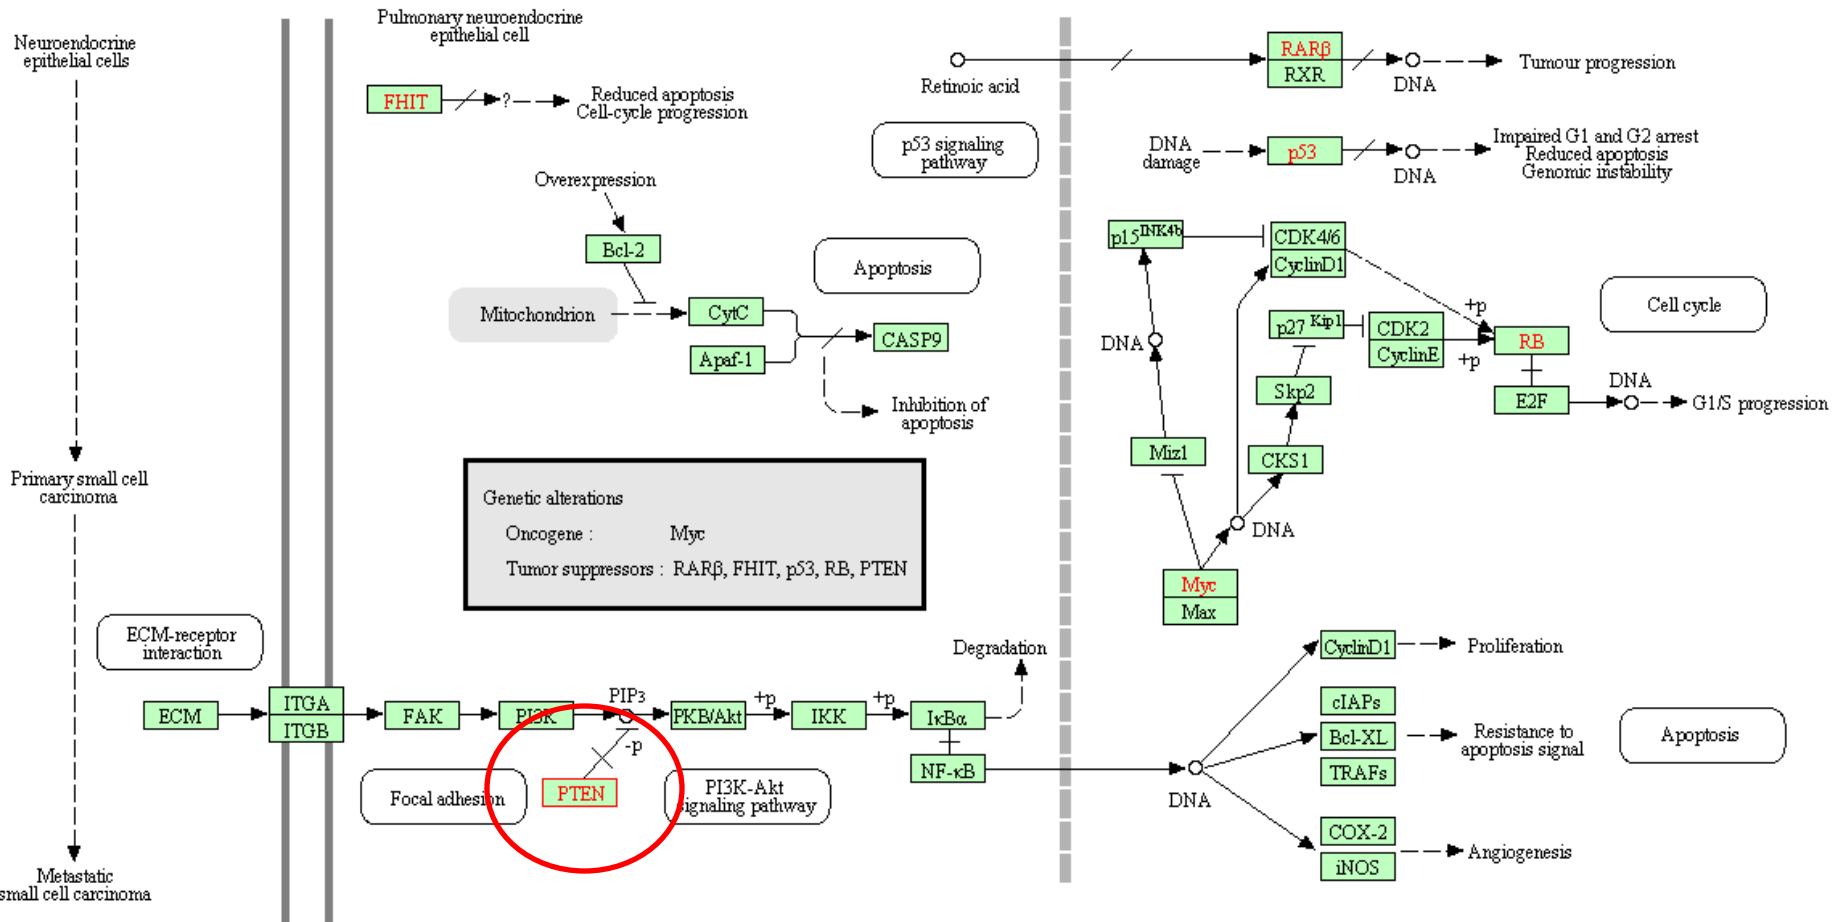 Neuroendocrine
epithelial cells
Primary small cell
carcinoma
Metastatic
small cell carcinoma
Pulmonary neuroendocrine
epithelial cell
FHIT
?
Reduced apoptosis
Cell-cycle progression
Retinoic acid
RARβ
RXR
DNA
Tumour progression
p53 signaling
pathway
DNA
damage
p53
DNA
Impaired G1 and G2 arrest
Reduced apoptosis
Genomic instability
Overexpression
Bcl-2
Apoptosis
Mitochondrion
CytC
Apaf-1
CASP9
Inhibition of
apoptosis
p15INK4b
CDK4/6
CyclinD1
Cell cycle
DNA
p27 Kip1
CDK2
CyclinE
+p
+p
RB
Skp2
E2F
DNA
G1/S progression
Miz1
CKS1
DNA
Myc
Max
Genetic alterations
Oncogene : Myc
Tumor suppressors : RARβ, FHIT, p53, RB, PTEN
ECM-receptor
interaction
ECM
ITGA
ITGB
FAK
PI3K
PIP3
PKB/Akt
+p
IKK
+p
IκBα
Degradation
NF-κB
-p
PTEN
Focal adhesion
PI3K-Akt
signaling pathway
DNA
CyclinD1
Proliferation
cIAPs
Bcl-XL
TRAFs
Resistance to
apoptosis signal
Apoptosis
COX-2
iNOS
Angiogenesis